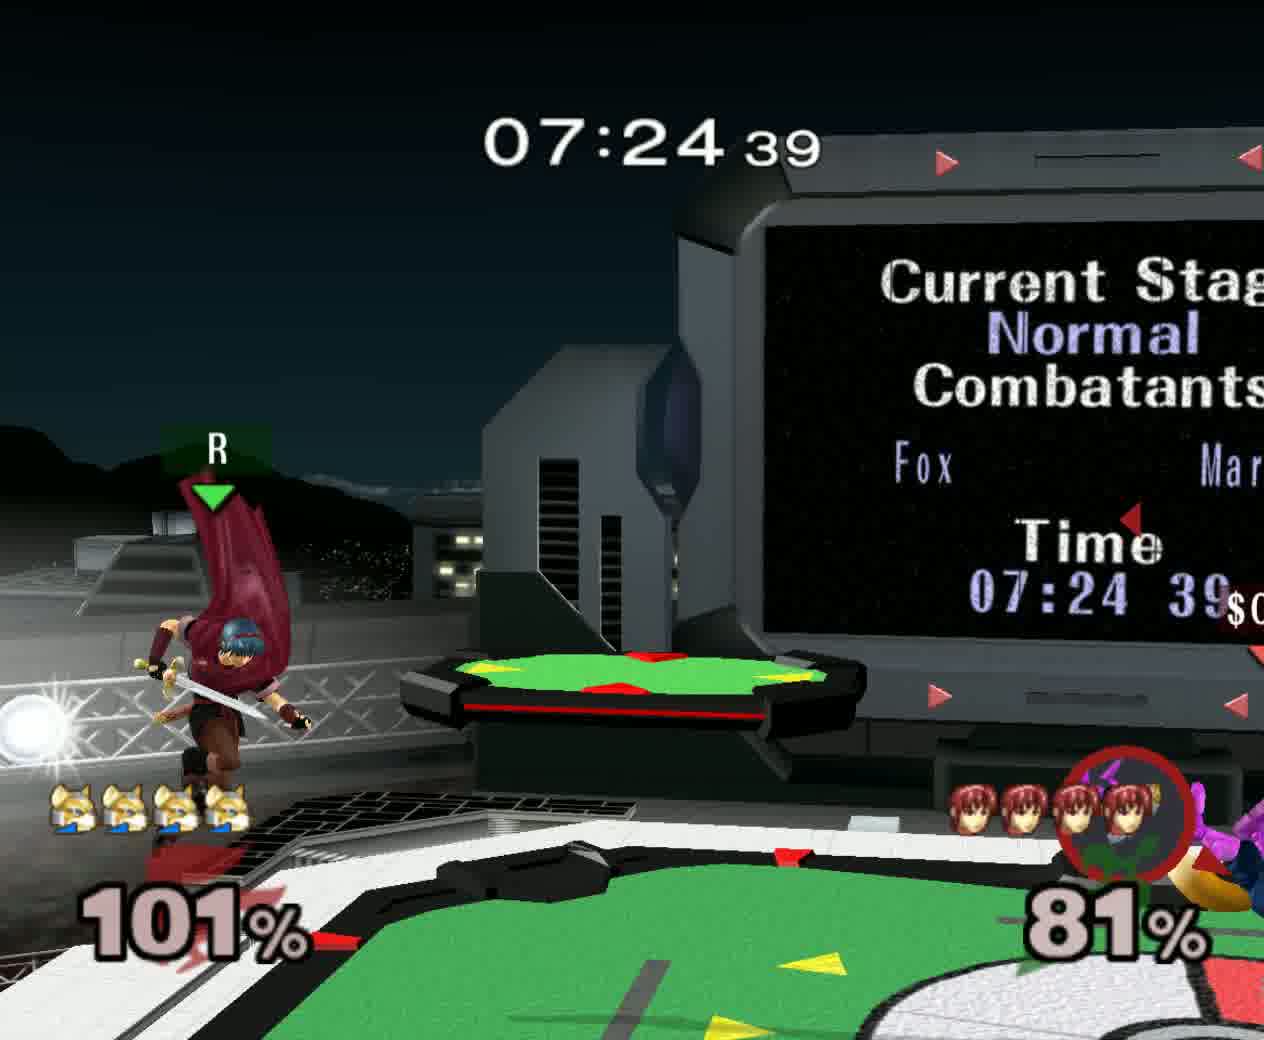 07:24 39
Current Stag
Normal
Combatants
Fox Mar
R
Time
07:24 39
101% 81%